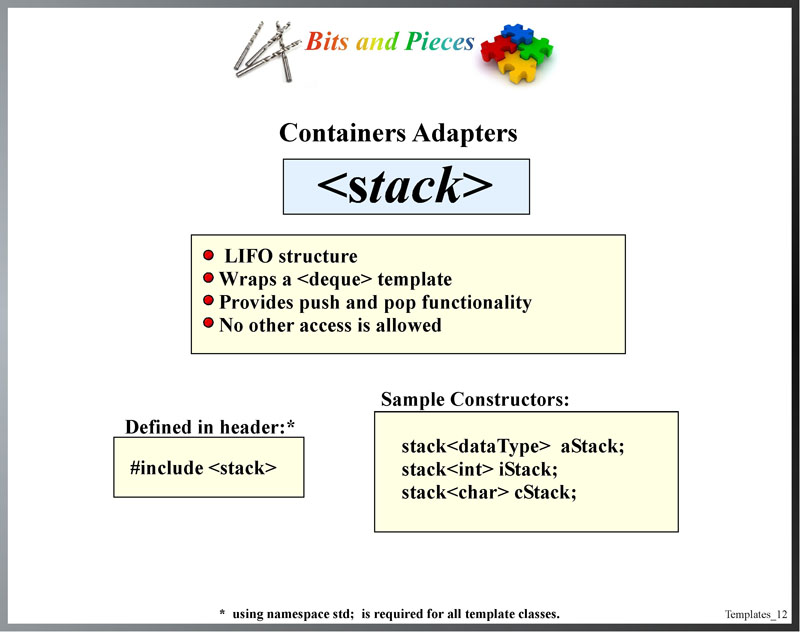 Bits and Pieces
Containers Adapters
<stack>
LIFO structure
Wraps a <deque> template
Provides push and pop functionality
No other access is allowed
Defined in header:*
#include <stack>
Sample Constructors:
stack<dataType> aStack;
stack<int> iStack;
stack<char> cStack;
* using namespace std; is required for all template classes.
Templates_12